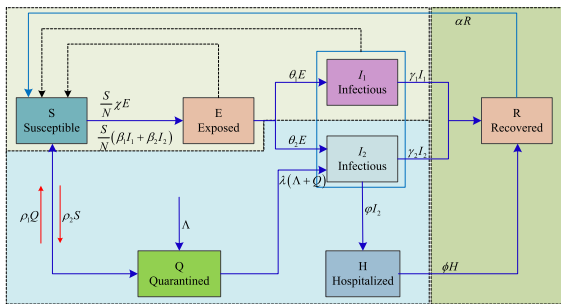 αR
S
Susceptible
S/N χE
S/N (β₁I₁ + β₂I₂)
E
Exposed
θ₁E
θ₂E
I₁
Infectious
I₂
Infectious
γ₁I₁
γ₂I₂
R
Recovered
λ(Λ+Q)
ρ₁Q
ρ₂S
Λ
φI₂
Q
Quarantined
H
Hospitalized
ϕH